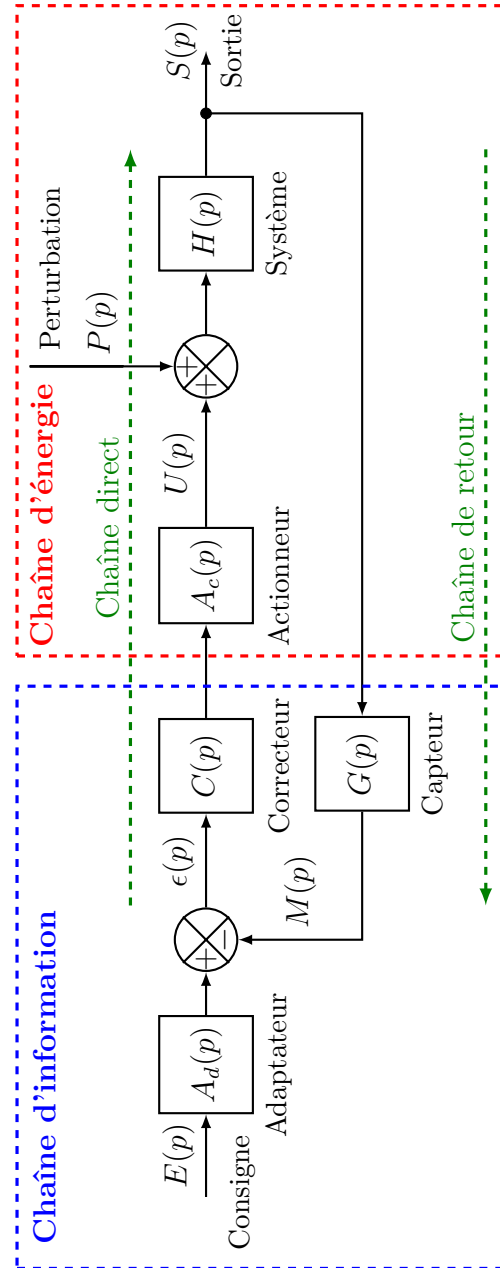 Chaîne d'information
Chaîne d'énergie
Perturbation
P(p)
Chaîne direct
E(p)
Consigne
A_d(p)
Adaptateur
+
−
ϵ(p)
C(p)
Correcteur
A_c(p)
Actionneur
U(p)
+
+
H(p)
Système
S(p)
Sortie
M(p)
G(p)
Capteur
Chaîne de retour